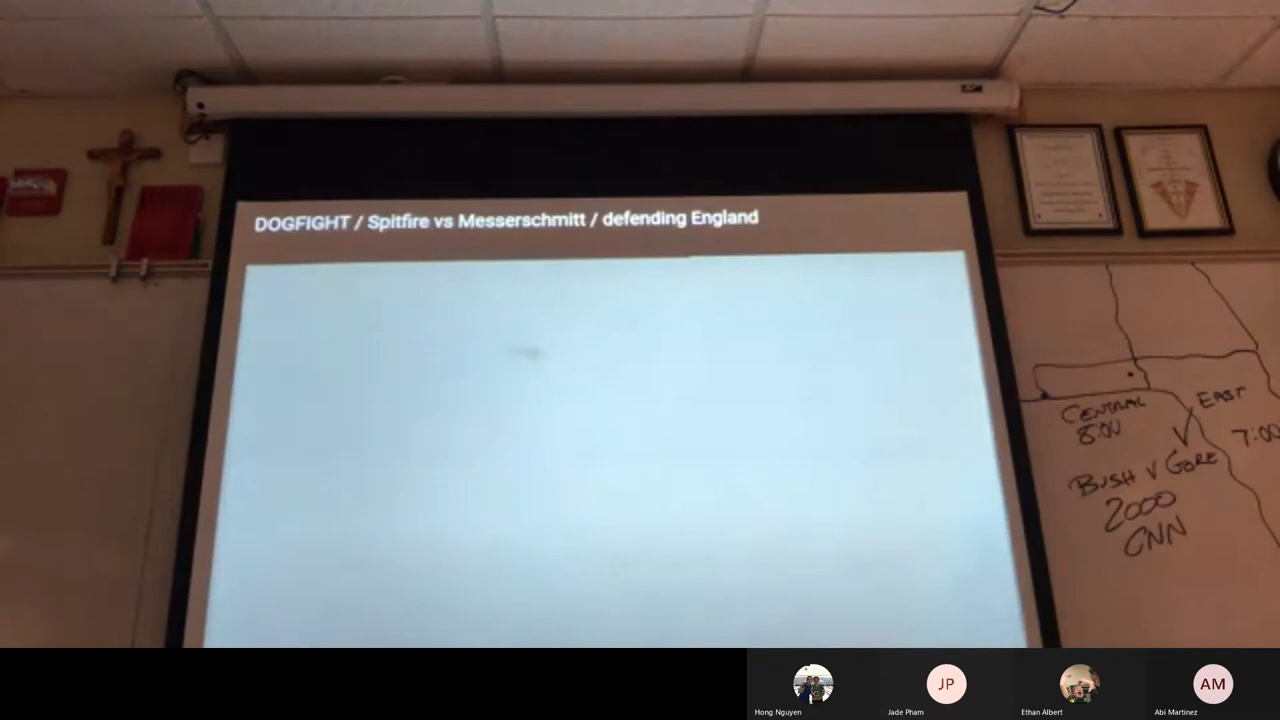 DOGFIGHT / Spitfire vs Messerschmitt / defending England
CENTRAL
8:00
EAST
7:00
BUSH V GORE
2000
CNN
Hong Nguyen
JP
Jade Pham
Ethan Albert
AM
Abi Martinez